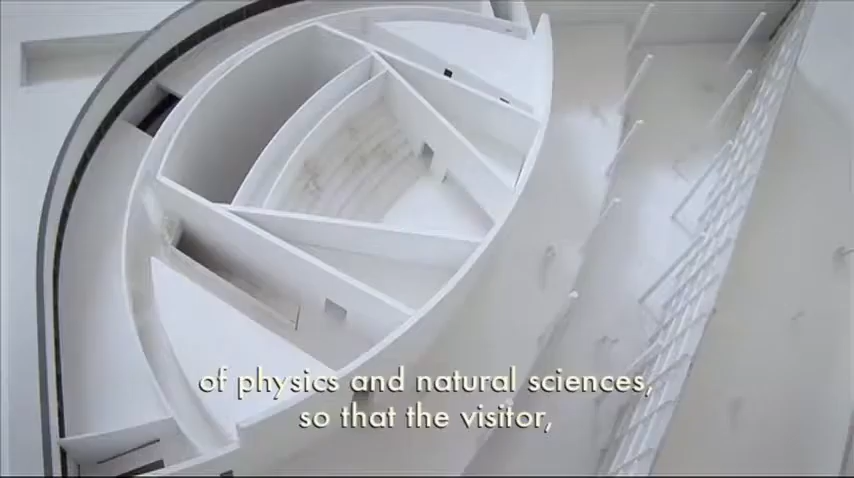 of physics and natural sciences,
so that the visitor,